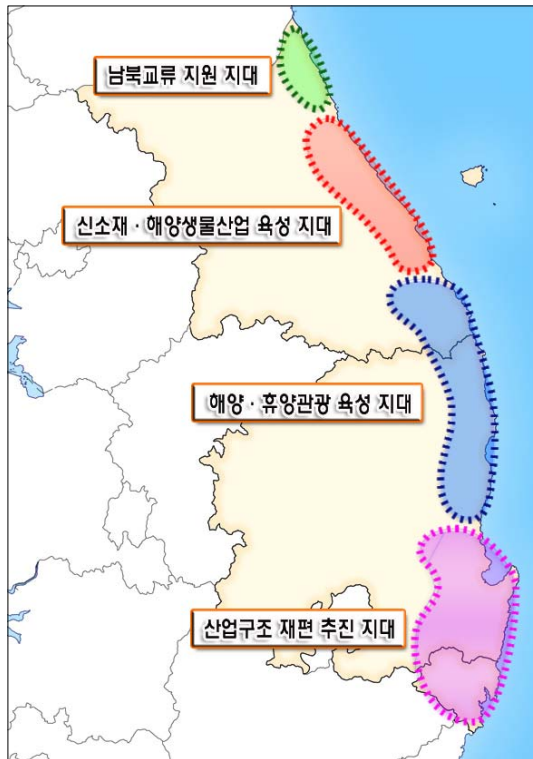 남북교류 지원 지대
신소재 · 해양생물산업 육성 지대
해양 · 휴양관광 육성 지대
산업구조 재편 추진 지대